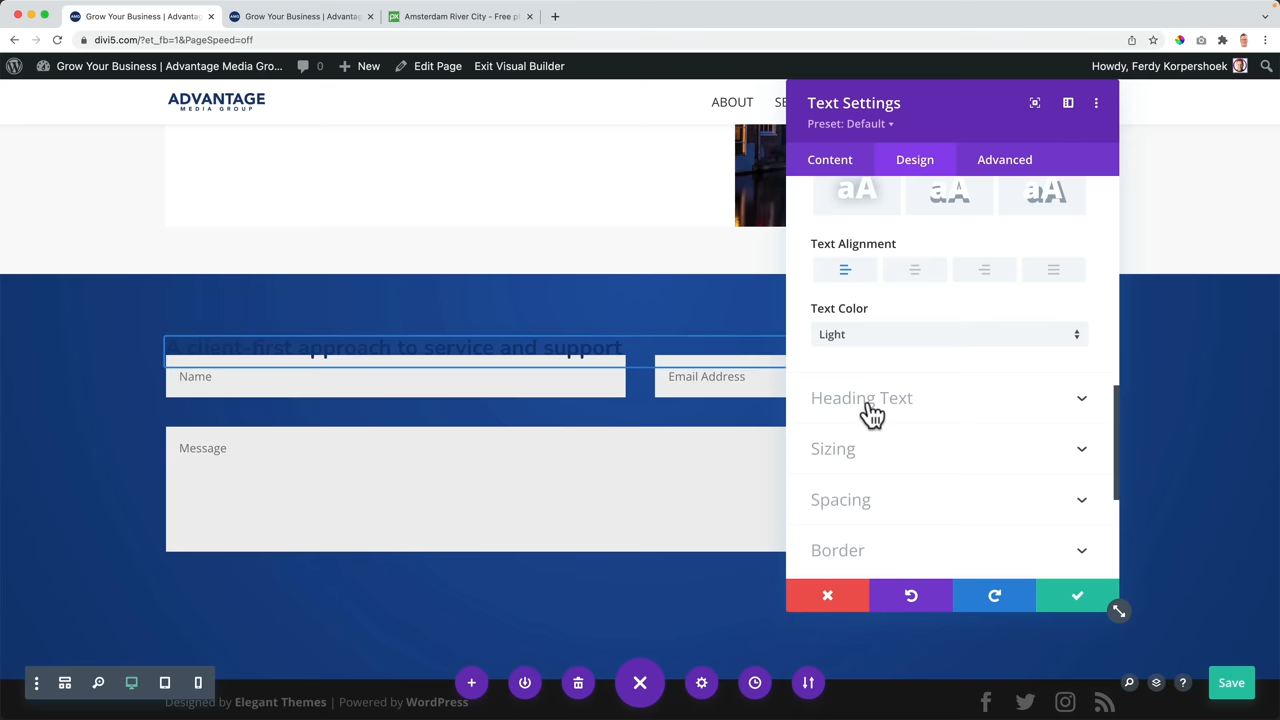 Grow Your Business | Advantage
Grow Your Business | Advantage
Amsterdam River City - Free p
divi5.com/?et_fb=1&PageSpeed=off
Grow Your Business | Advantage Media Gro... 0 New Edit Page Exit Visual Builder Howdy, Ferdy Korpershoek
ADVANTAGE
MEDIA GROUP
ABOUT SE
Text Settings
Preset: Default
Content Design Advanced
aA aA aA
Text Alignment
Text Color
Light
Heading Text
Sizing
Spacing
Border
A client-first approach to service and support
Name
Email Address
Message
Save
Designed by Elegant Themes | Powered by WordPress